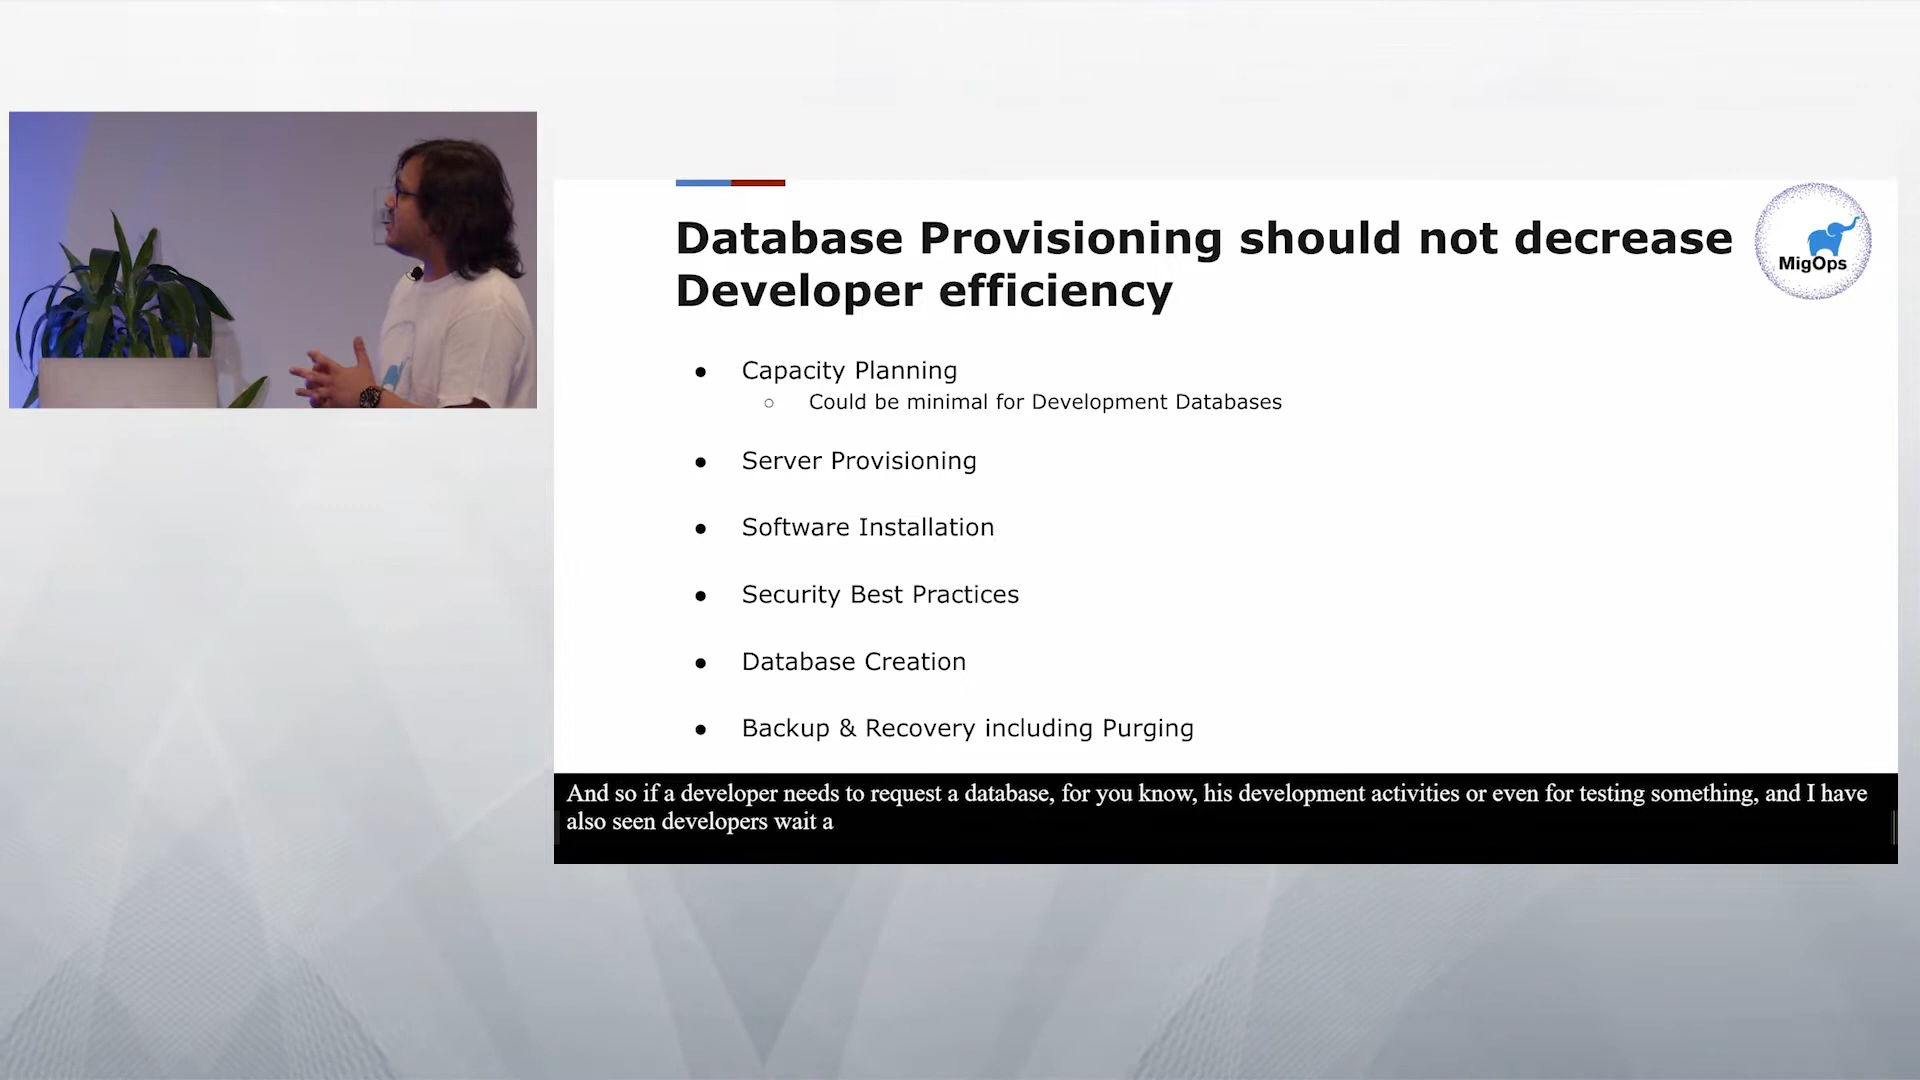 Database Provisioning should not decrease
Developer efficiency
MigOps
● Capacity Planning
○ Could be minimal for Development Databases
● Server Provisioning
● Software Installation
● Security Best Practices
● Database Creation
● Backup & Recovery including Purging
And so if a developer needs to request a database, for you know, his development activities or even for testing something, and I have
also seen developers wait a